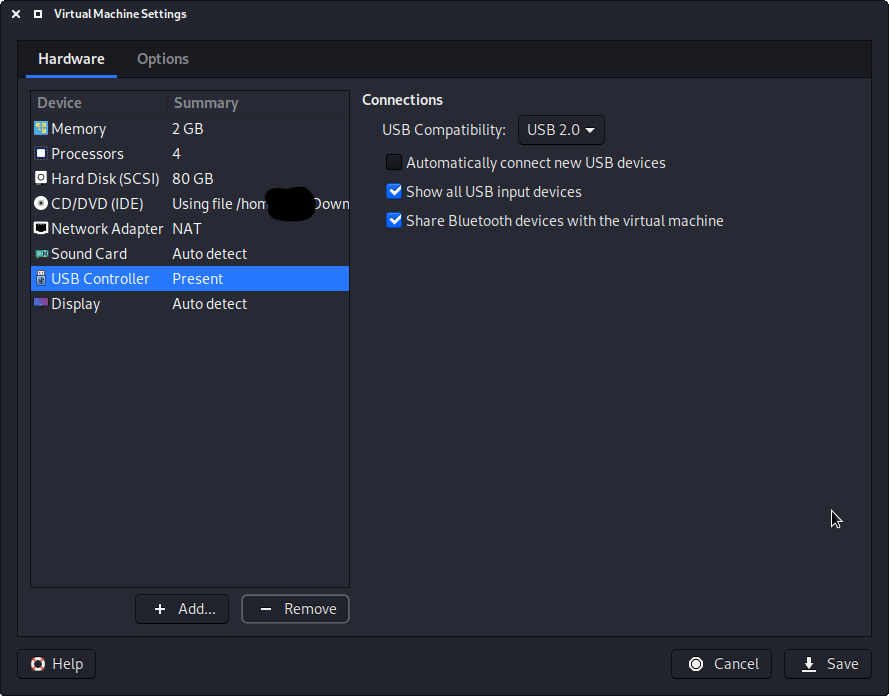 Virtual Machine Settings
Hardware Options
Device Summary
Memory 2 GB
Processors 4
Hard Disk (SCSI) 80 GB
CD/DVD (IDE) Using file /hom Down
Network Adapter NAT
Sound Card Auto detect
USB Controller Present
Display Auto detect
Connections
USB Compatibility: USB 2.0
Automatically connect new USB devices
Show all USB input devices
Share Bluetooth devices with the virtual machine
Add... Remove
Help Cancel Save